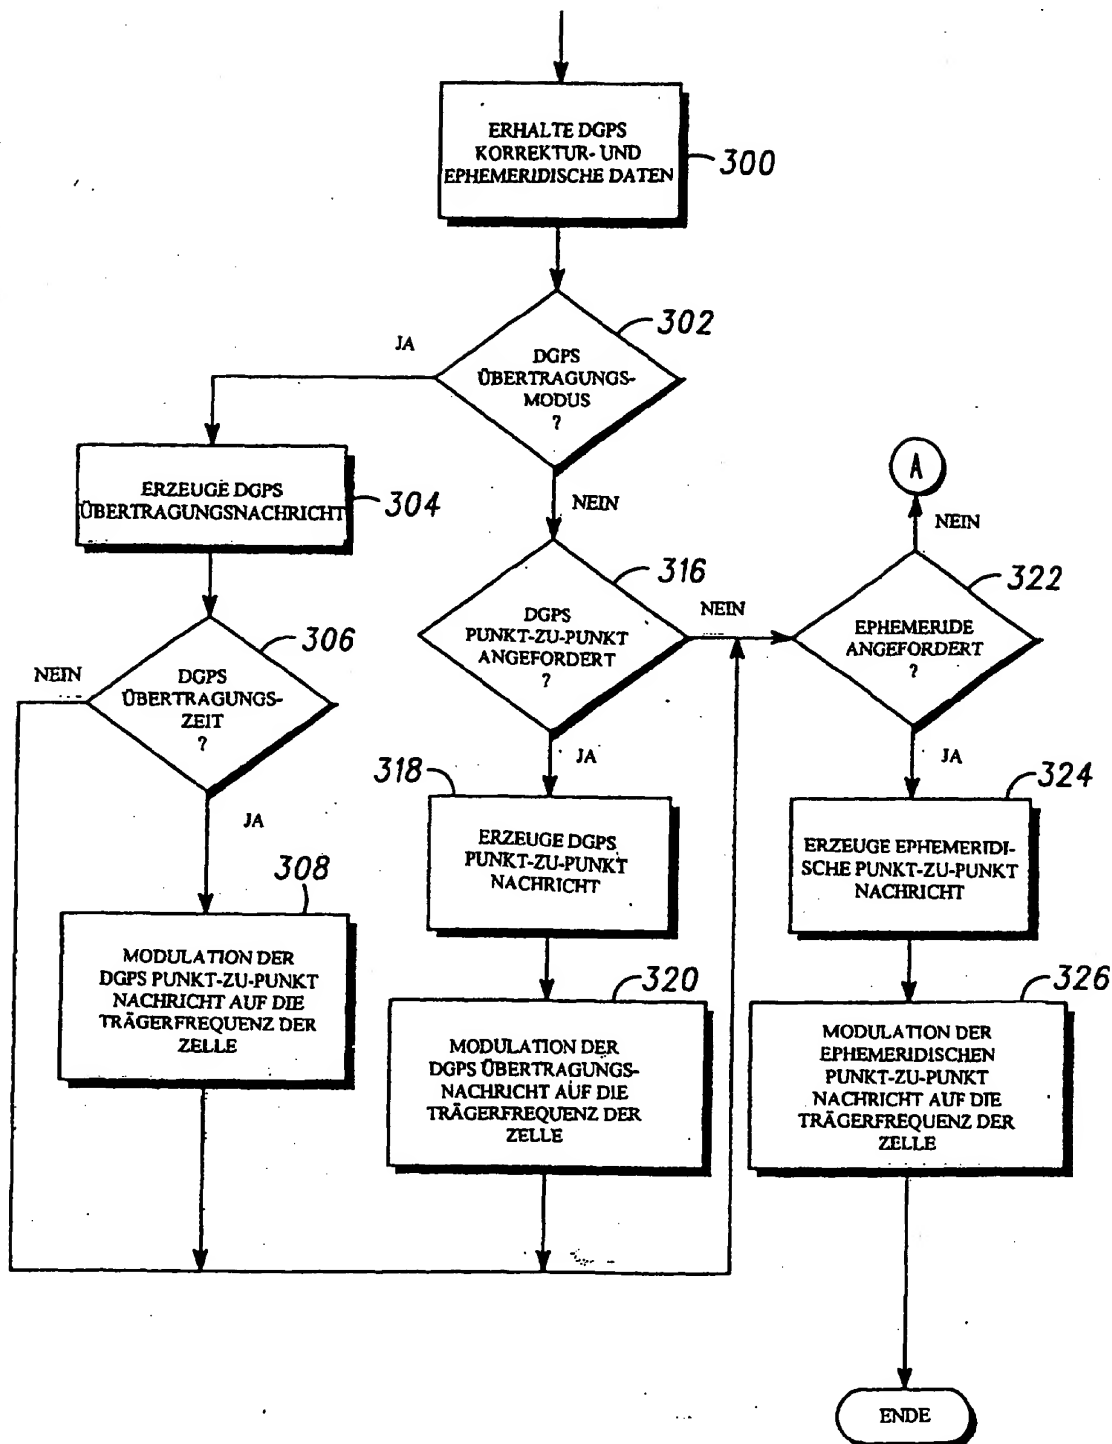 ERHALTE DGPS
KORREKTUR- UND
EPHEMERIDISCHE DATEN
300
302
JA
DGPS
ÜBERTRAGUNGS-
MODUS
?
A
ERZEUGE DGPS
ÜBERTRAGUNGSNACHRICHT
304
NEIN
NEIN
316
322
DGPS
PUNKT-ZU-PUNKT
ANGEFORDERT
?
NEIN
EPHEMERIDE
ANGEFORDERT
?
306
NEIN
DGPS
ÜBERTRAGUNGS-
ZEIT
?
JA
JA
318
324
JA
ERZEUGE DGPS
PUNKT-ZU-PUNKT
NACHRICHT
ERZEUGE EPHEMERIDI-
SCHE PUNKT-ZU-PUNKT
NACHRICHT
308
MODULATION DER
DGPS PUNKT-ZU-PUNKT
NACHRICHT AUF DIE
TRÄGERFREQUENZ DER
ZELLE
320
326
MODULATION DER
DGPS ÜBERTRAGUNGS-
NACHRICHT AUF DIE
TRÄGERFREQUENZ DER
ZELLE
MODULATION DER
EPHEMERIDISCHEN
PUNKT-ZU-PUNKT
NACHRICHT AUF DIE
TRÄGERFREQUENZ DER
ZELLE
ENDE